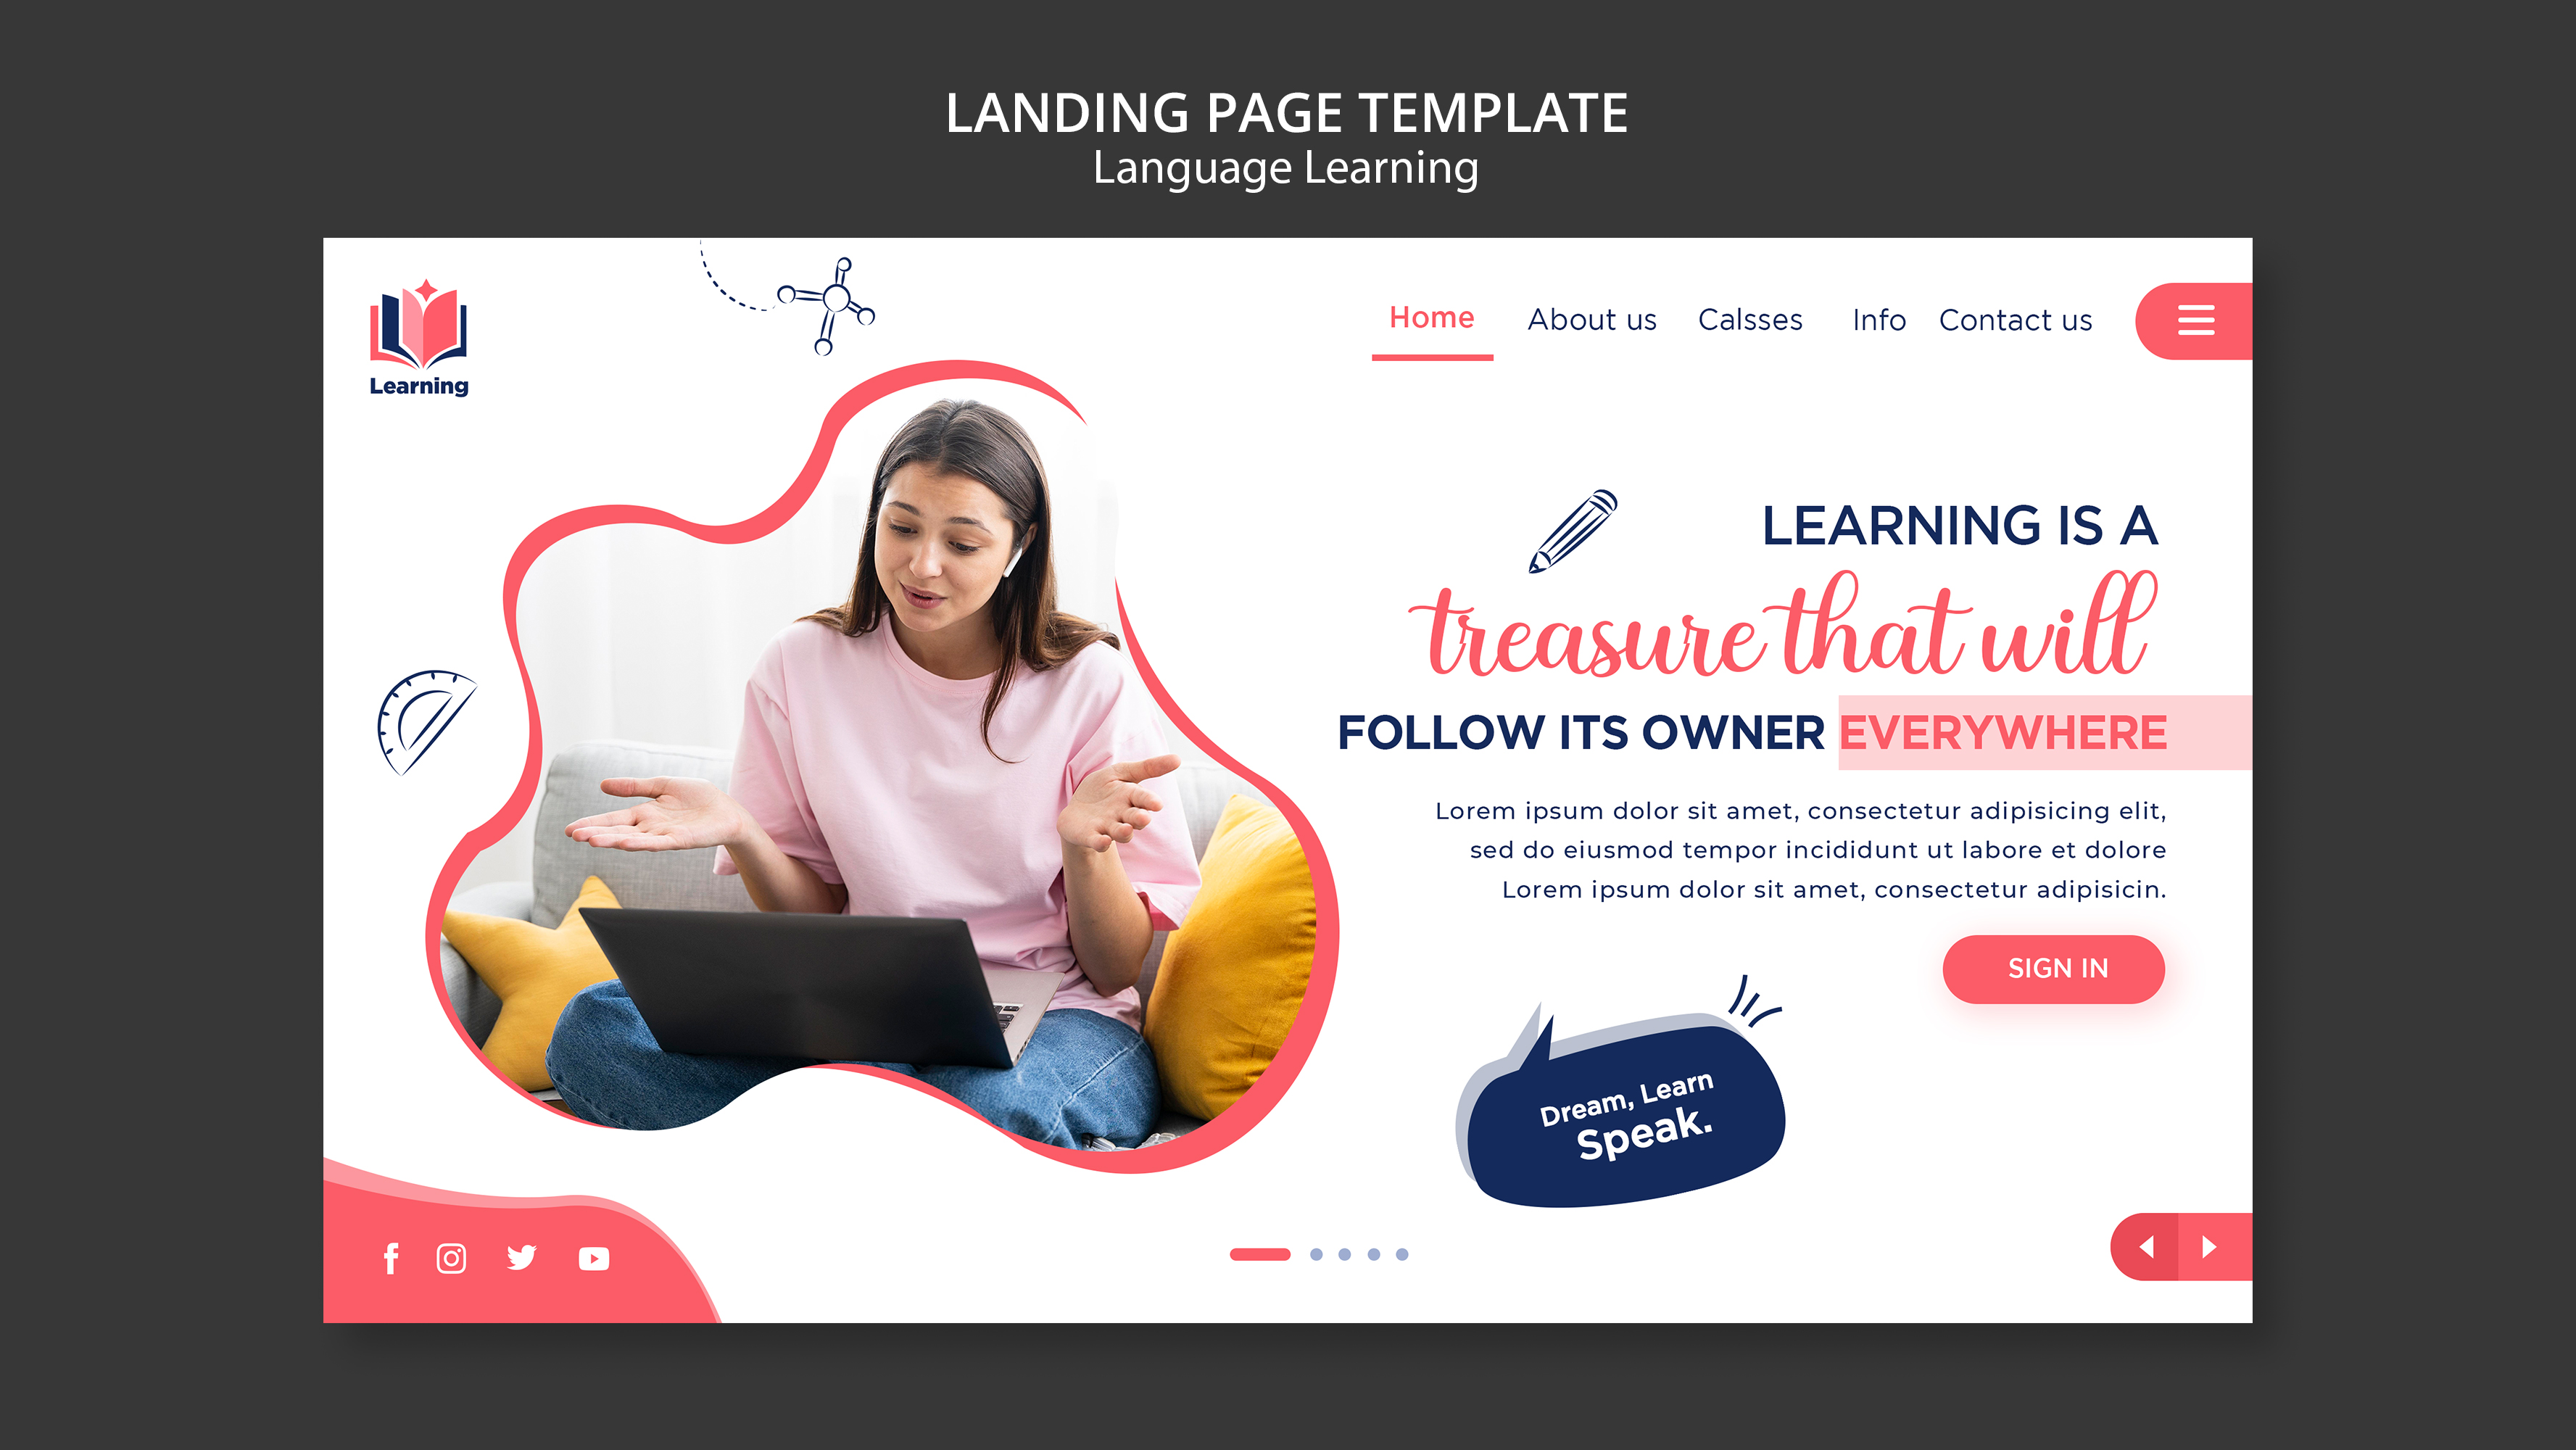 LANDING PAGE TEMPLATE
Language Learning
Learning
Home About us Calsses Info Contact us
LEARNING IS A
treasure that will
FOLLOW ITS OWNER EVERYWHERE
Lorem ipsum dolor sit amet, consectetur adipisicing elit,
sed do eiusmod tempor incididunt ut labore et dolore
Lorem ipsum dolor sit amet, consectetur adipisicin.
SIGN IN
Dream, Learn
Speak.